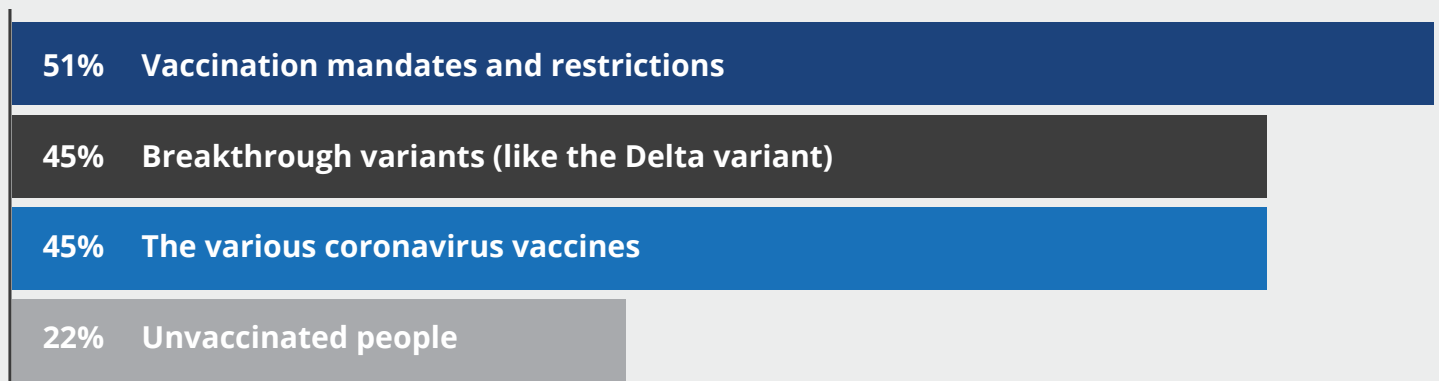 51% Vaccination mandates and restrictions
45% Breakthrough variants (like the Delta variant)
45% The various coronavirus vaccines
22% Unvaccinated people